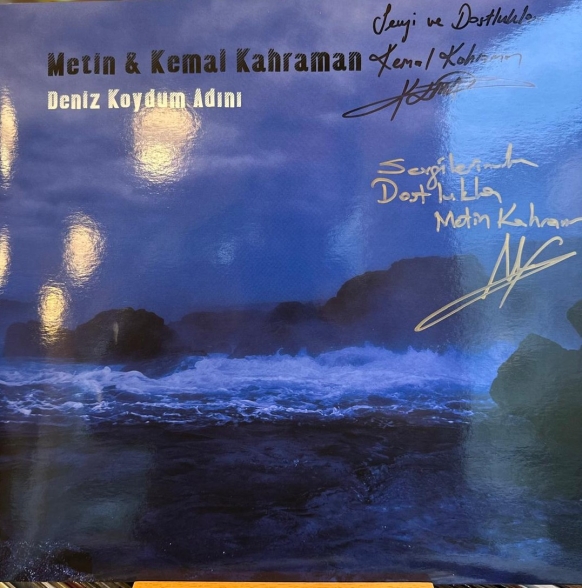 Metin & Kemal Kahraman
Deniz Koydum Adını
Sevgi ve Dostlukla
Kemal Kahraman
Sevgilerimle
Dostlukla
Metin Kahraman